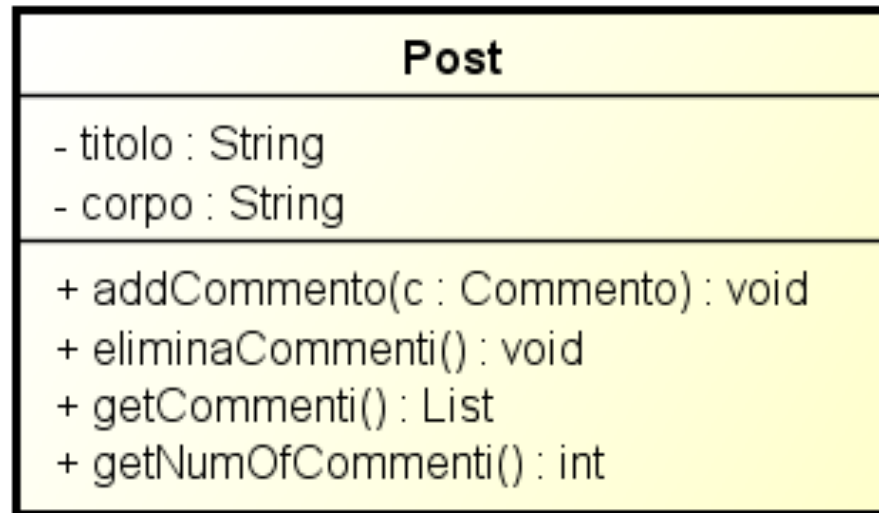 Post
- titolo : String
- corpo : String
+ addCommento(c : Commento) : void
+ eliminaCommenti() : void
+ getCommenti() : List
+ getNumOfCommenti() : int